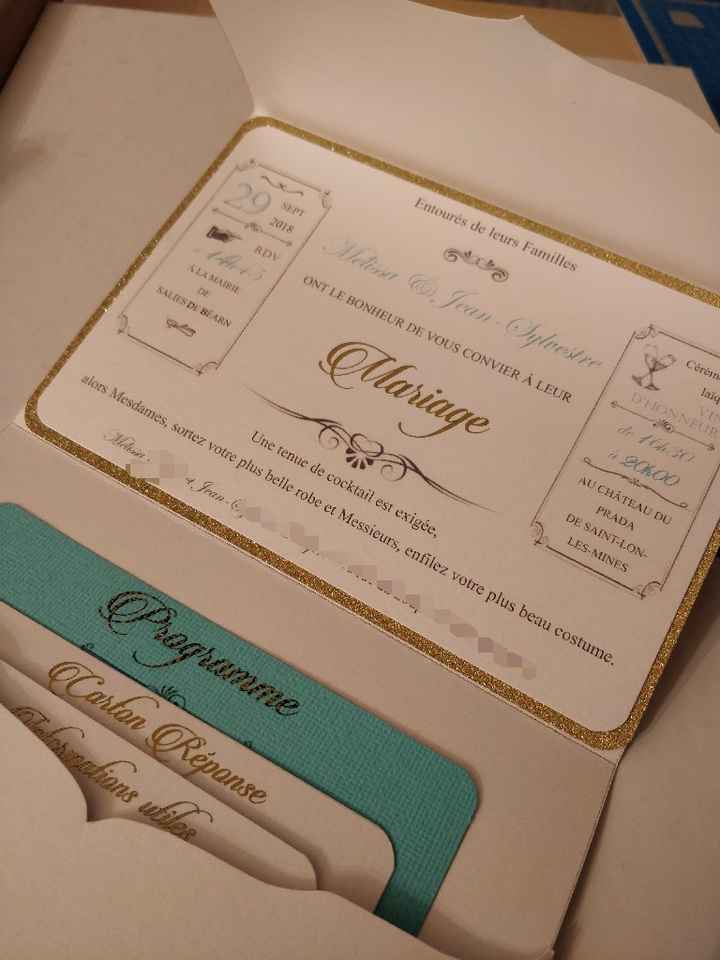 29 SEPT
2018
RDV
À LA MAIRIE
DE
SALIES DE BÉARN
Entourés de leurs Familles
Mélissa & Jean-Sylvestre
ONT LE BONHEUR DE VOUS CONVIER À LEUR
Mariage
Une tenue de cocktail est exigée,
alors Mesdames, sortez votre plus belle robe et Messieurs, enfilez votre plus beau costume.
D'HONNEUR
de 16h30
à 20h00
AU CHÂTEAU DU
PRADA
DE SAINT-LON-
LES-MINES
Programme
Carton Réponse
Informations utiles